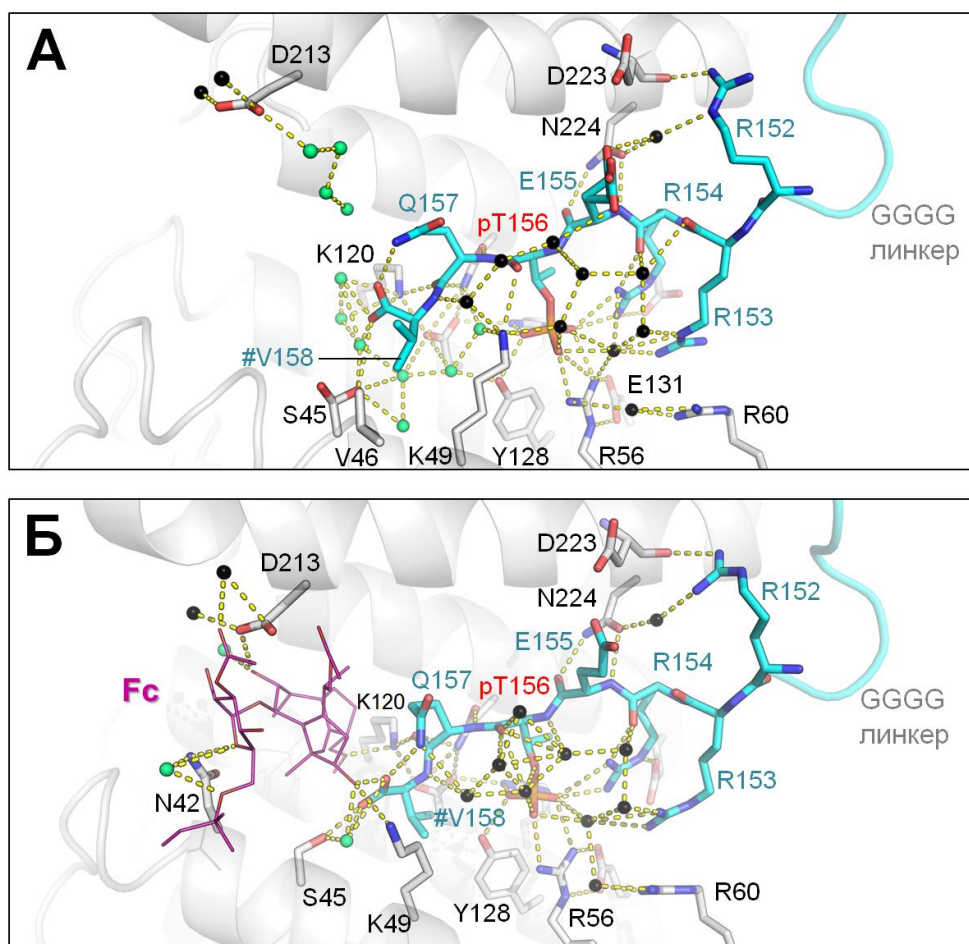 А
D213
D223
R152
N224
E155
R154
Q157
pT156
GGGG
линкер
K120
R153
#V158
E131
S45
R60
V46
K49
Y128
R56
Б
D213
D223
R152
N224
E155
Fc
Q157
pT156
R154
K120
GGGG
линкер
R153
N42
#V158
S45
R60
K49
Y128
R56